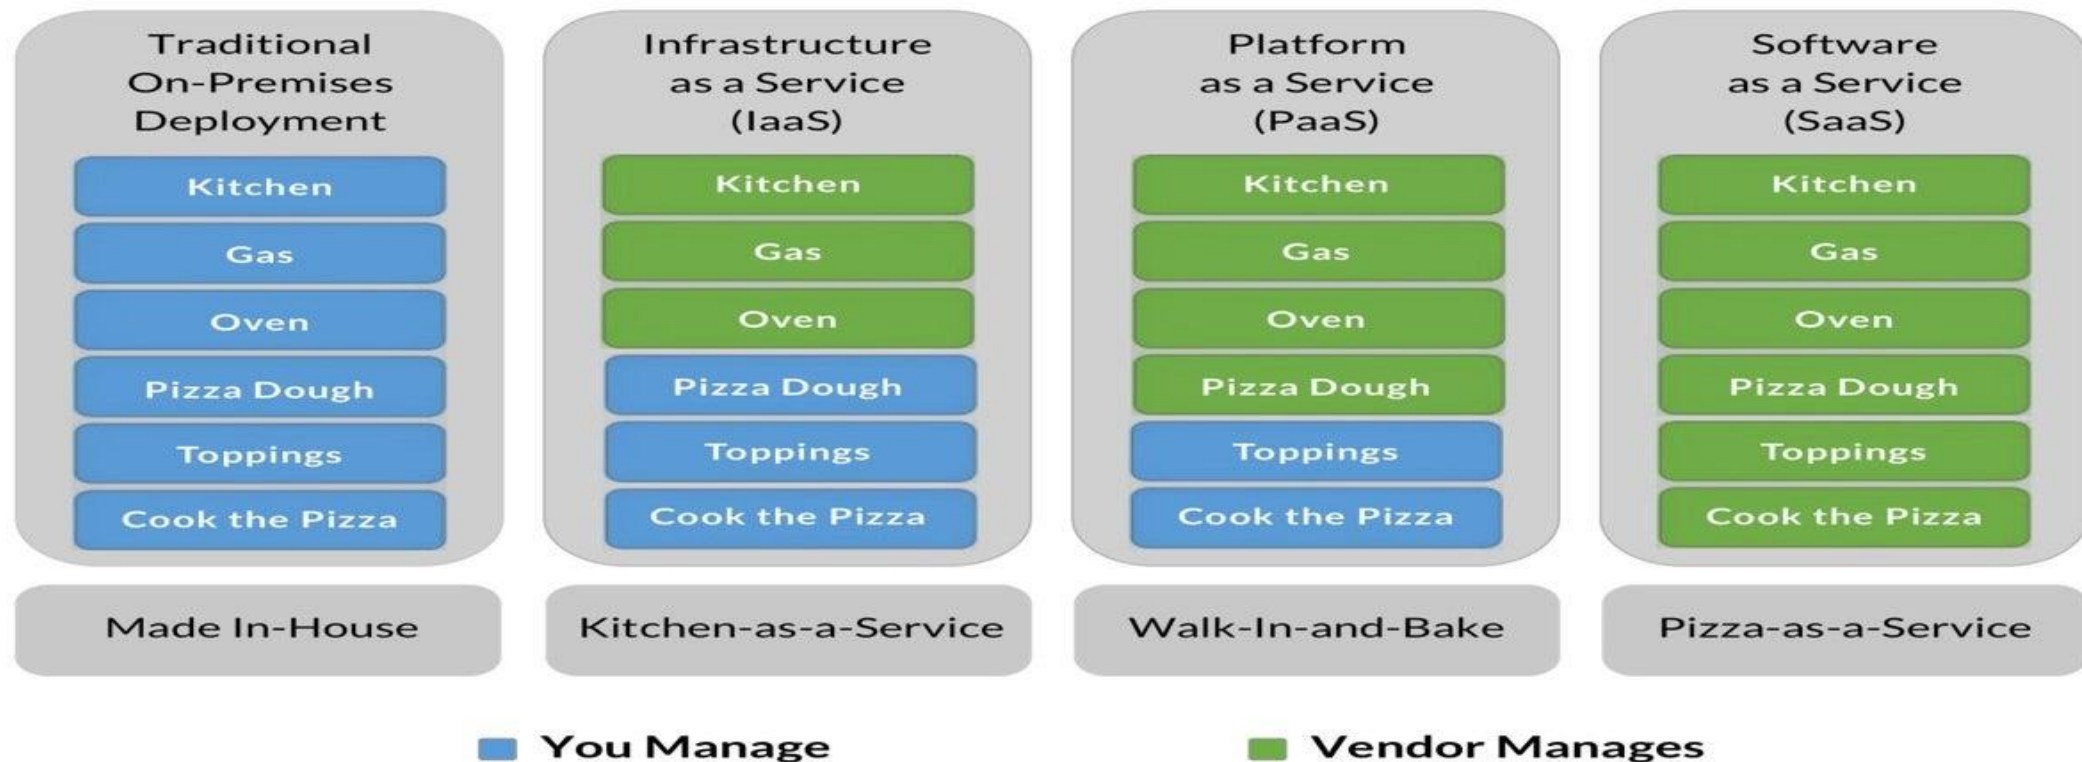 Traditional
On-Premises
Deployment
Kitchen
Gas
Oven
Pizza Dough
Toppings
Cook the Pizza
Made In-House
Infrastructure
as a Service
(IaaS)
Kitchen
Gas
Oven
Pizza Dough
Toppings
Cook the Pizza
Kitchen-as-a-Service
Platform
as a Service
(PaaS)
Kitchen
Gas
Oven
Pizza Dough
Toppings
Cook the Pizza
Walk-In-and-Bake
Software
as a Service
(SaaS)
Kitchen
Gas
Oven
Pizza Dough
Toppings
Cook the Pizza
Pizza-as-a-Service
You Manage
Vendor Manages